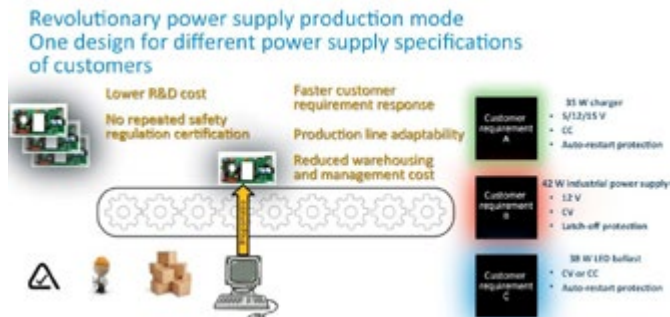 Revolutionary power supply production mode
One design for different power supply specifications
of customers
Lower R&D cost
No repeated safety
regulation certification
Faster customer
requirement response
Production line adaptability
Reduced warehousing
and management cost
Customer
requirement
A
35 W charger
• 5/12/15 V
• CC
• Auto-restart protection
Customer
requirement
B
42 W industrial power supply
• 12 V
• CV
• Latch-off protection
Customer
requirement
C
38 W LED ballast
• CV or CC
• Auto-restart protection